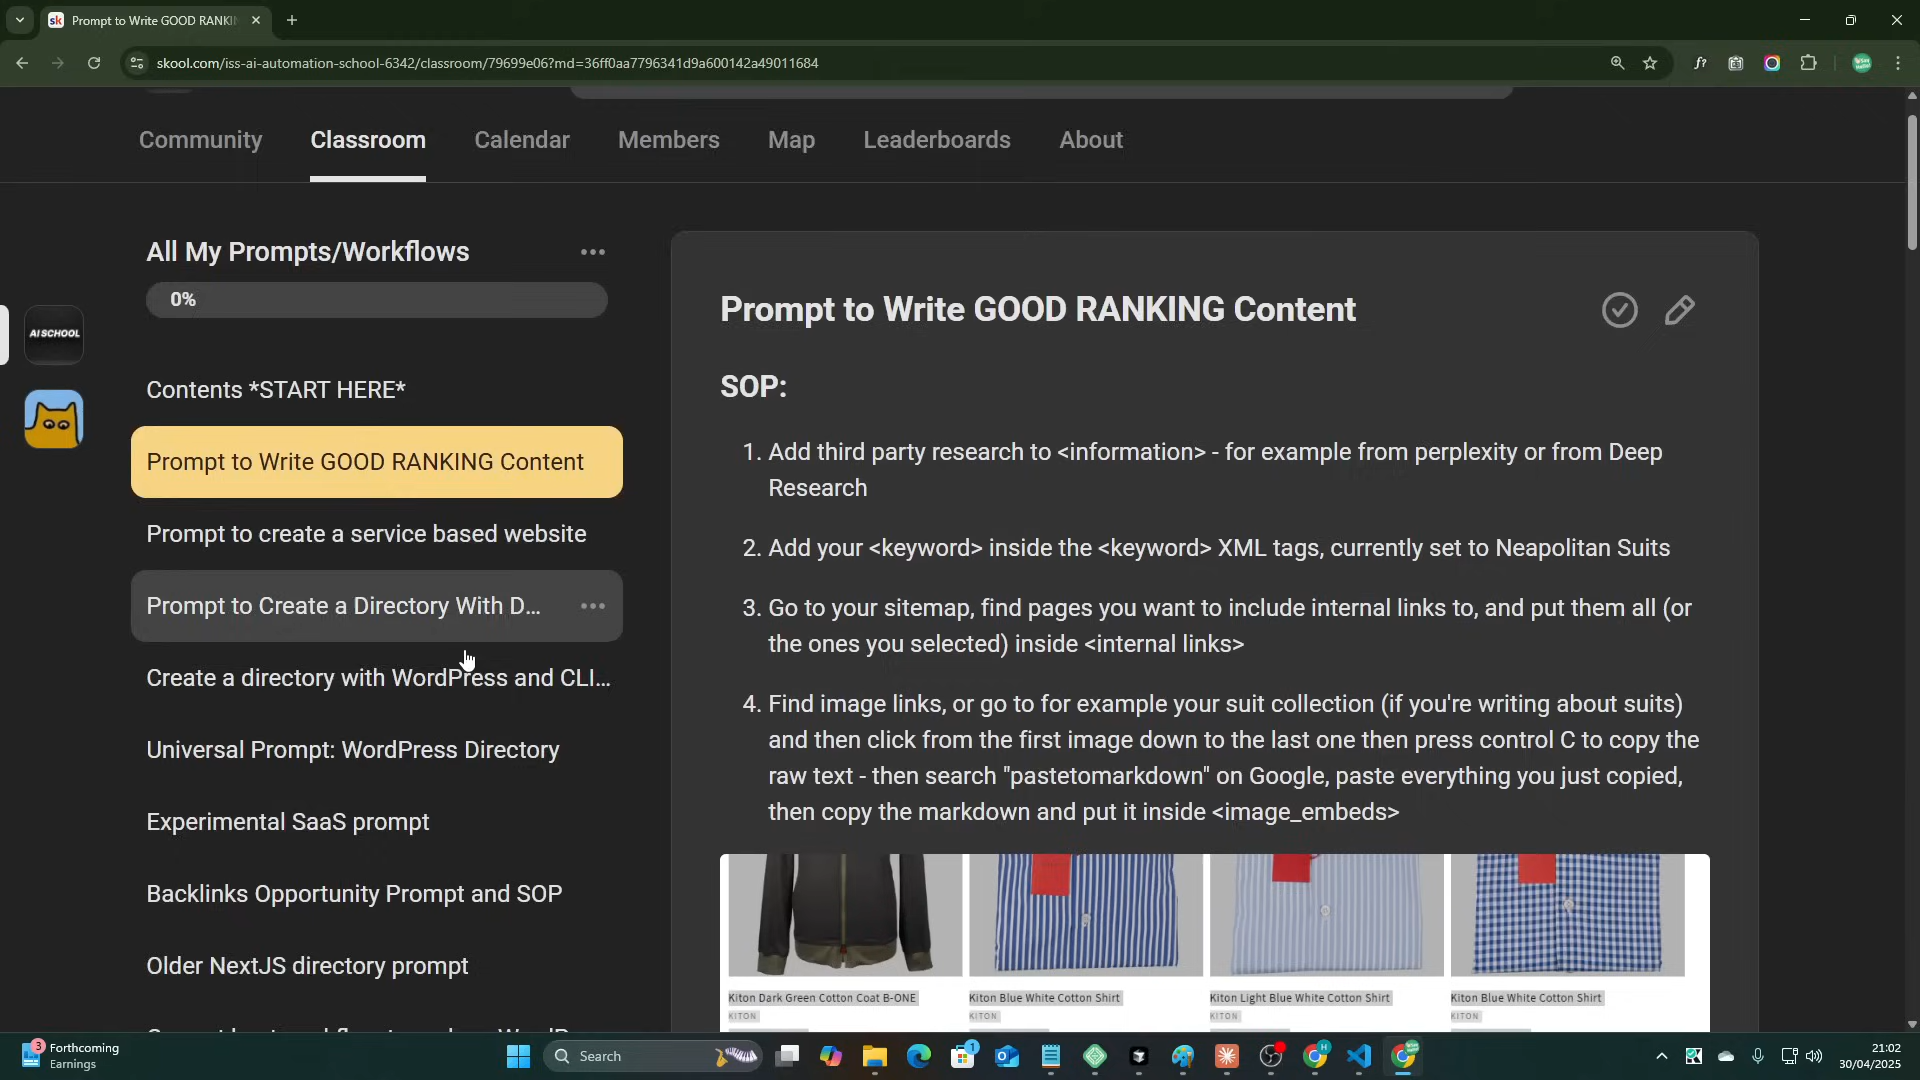 sk Prompt to Write GOOD RANKIN
skool.com/iss-ai-automation-school-6342/classroom/79699e06?md=36ff0aa7796341d9a600142a49011684
Community Classroom Calendar Members Map Leaderboards About
All My Prompts/Workflows
0%
AI SCHOOL
Contents *START HERE*
Prompt to Write GOOD RANKING Content
Prompt to create a service based website
Prompt to Create a Directory With D...
Create a directory with WordPress and CLI...
Universal Prompt: WordPress Directory
Experimental SaaS prompt
Backlinks Opportunity Prompt and SOP
Older NextJS directory prompt
Prompt to Write GOOD RANKING Content
SOP:
1. Add third party research to <information> - for example from perplexity or from Deep
Research
2. Add your <keyword> inside the <keyword> XML tags, currently set to Neapolitan Suits
3. Go to your sitemap, find pages you want to include internal links to, and put them all (or
the ones you selected) inside <internal links>
4. Find image links, or go to for example your suit collection (if you're writing about suits)
and then click from the first image down to the last one then press control C to copy the
raw text - then search "pastetomarkdown" on Google, paste everything you just copied,
then copy the markdown and put it inside <image_embeds>
Kiton Dark Green Cotton Coat B-ONE Kiton Blue White Cotton Shirt Kiton Light Blue White Cotton Shirt Kiton Blue White Cotton Shirt
KITON KITON KITON KITON
3 Forthcoming
Earnings
Search
1
21:02
30/04/2025